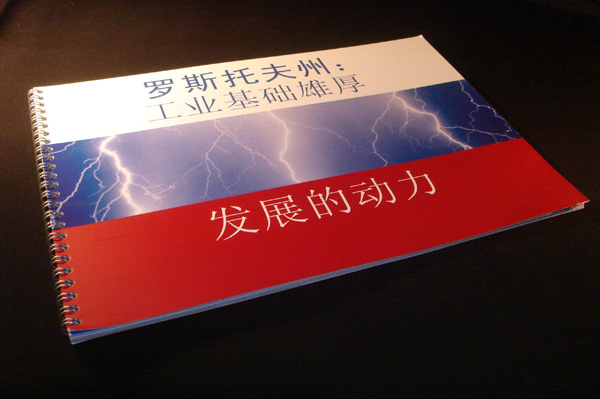 罗斯托夫州:
工业基础雄厚
发展的动力